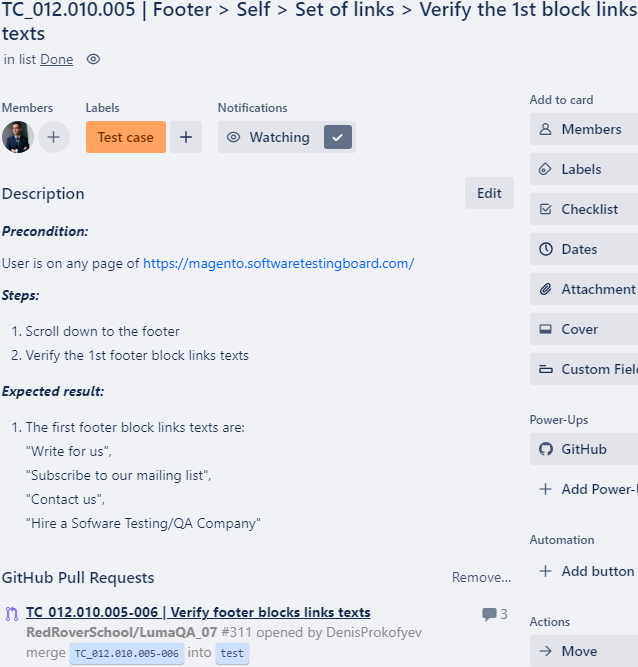 TC_012.010.005 | Footer > Self > Set of links > Verify the 1st block links
texts
in list Done
Members
Labels
Notifications
Test case
Watching
Description
Edit
Precondition:
User is on any page of https://magento.softwaretestingboard.com/
Steps:
1. Scroll down to the footer
2. Verify the 1st footer block links texts
Expected result:
1. The first footer block links texts are:
"Write for us",
"Subscribe to our mailing list",
"Contact us",
"Hire a Sofware Testing/QA Company"
GitHub Pull Requests
Remove...
TC_012.010.005-006 | Verify footer blocks links texts
3
RedRoverSchool/LumaQA_07 #311 opened by DenisProkofyev
merge TC_012.010.005-006 into test
Add to card
Members
Labels
Checklist
Dates
Attachment
Cover
Custom Fiel
Power-Ups
GitHub
Add Power-U
Automation
Add button
Actions
Move